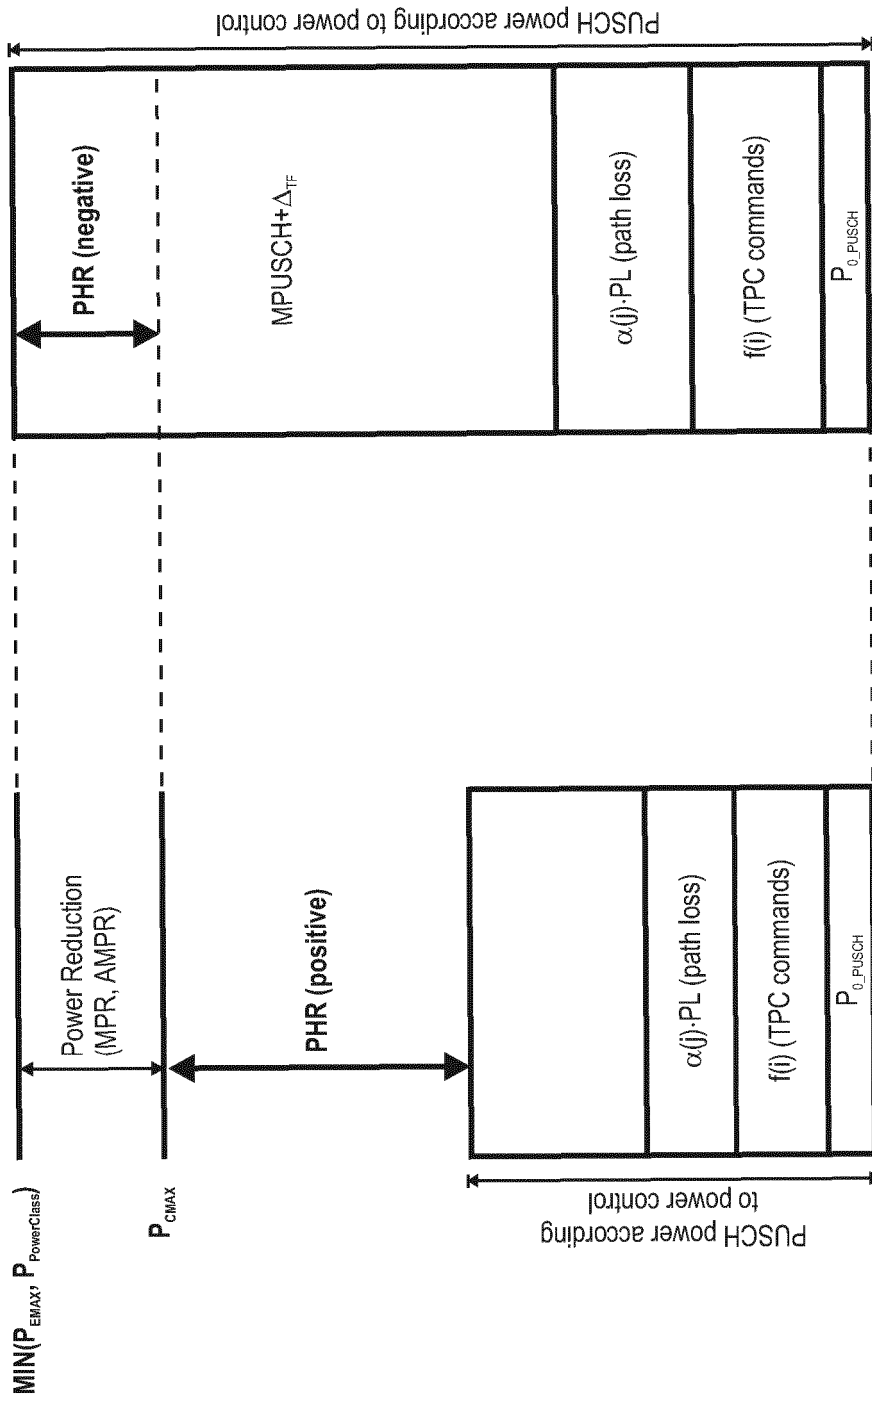 MIN(P_EMAX, P_PowerClass)
P_CMAX
Power Reduction
(MPR, AMPR)
PHR (positive)
α(j)·PL (path loss)
f(i) (TPC commands)
P_0_PUSCH
PUSCH power according
to power control
PHR (negative)
MPUSCH+Δ_TF
α(j)·PL (path loss)
f(i) (TPC commands)
P_0_PUSCH
PUSCH power according to power control